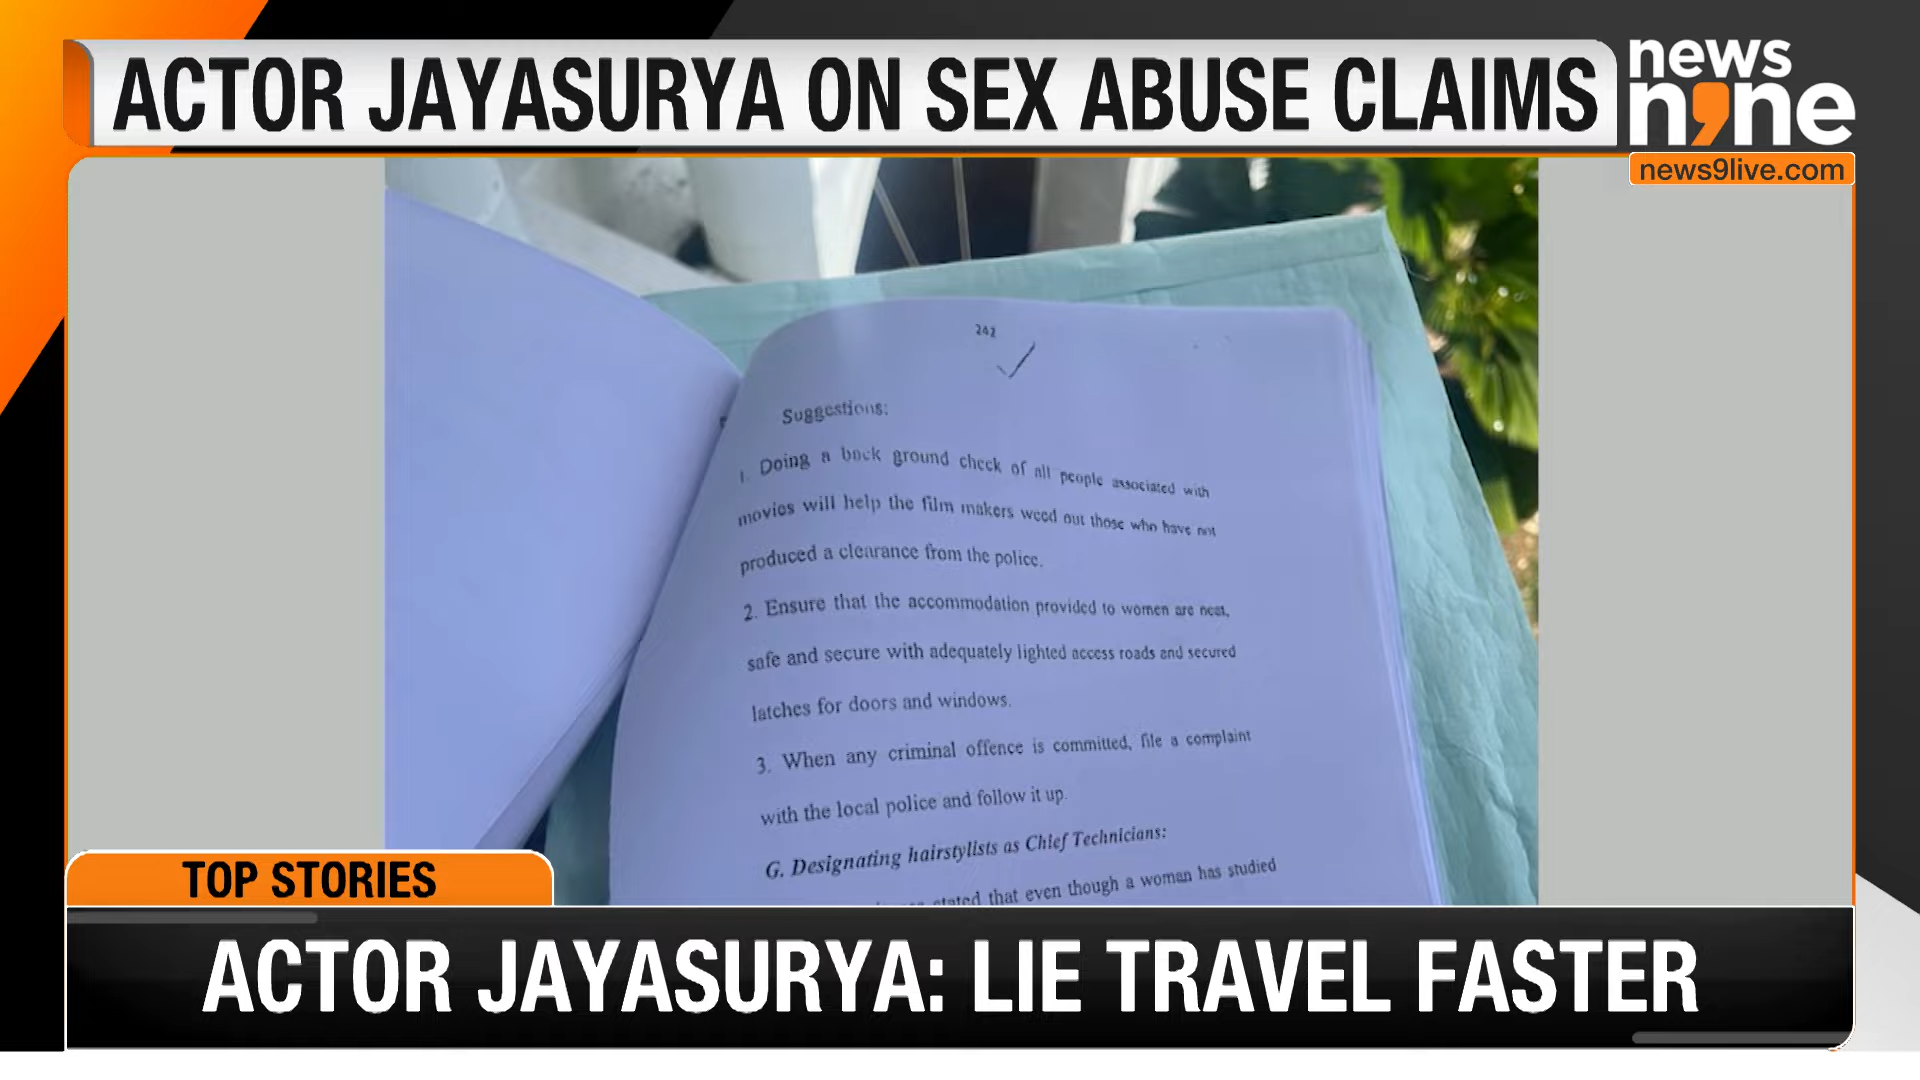 ACTOR JAYASURYA ON SEX ABUSE CLAIMS
news
nine
news9live.com
242
Suggestions:
1. Doing a back ground check of all people associated with
movies will help the film makers weed out those who have not
produced a clearance from the police.
2. Ensure that the accommodation provided to women are neat,
safe and secure with adequately lighted access roads and secured
latches for doors and windows.
3. When any criminal offence is committed, file a complaint
with the local police and follow it up.
G. Designating hairstylists as Chief Technicians:
stated that even though a woman has studied
TOP STORIES
ACTOR JAYASURYA: LIE TRAVEL FASTER